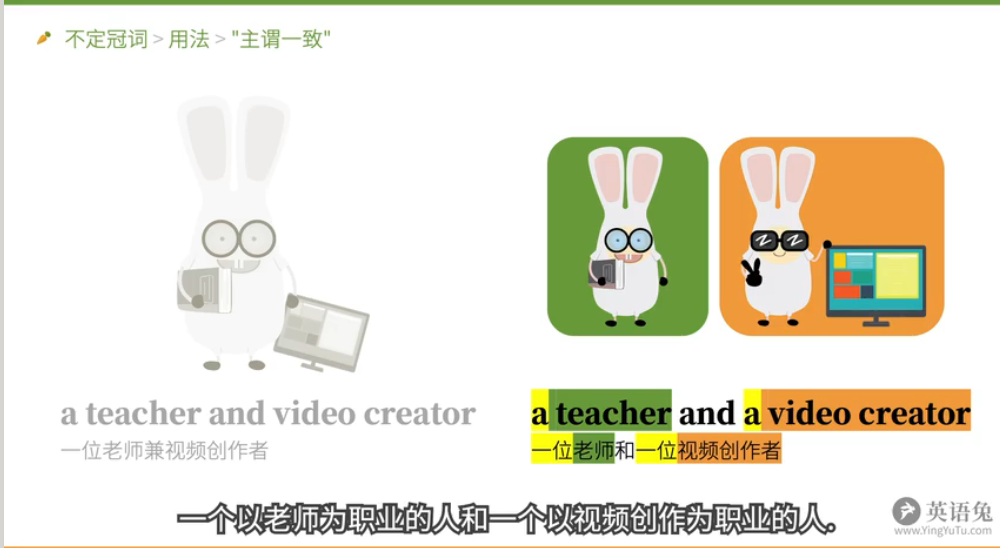 不定冠词 > 用法 > "主谓一致"
a teacher and video creator
一位老师兼视频创作者
a teacher and a video creator
一位老师和一位视频创作者
一个以老师为职业的人和一个以视频创作为职业的人.
英语兔
www.YingYuTu.com